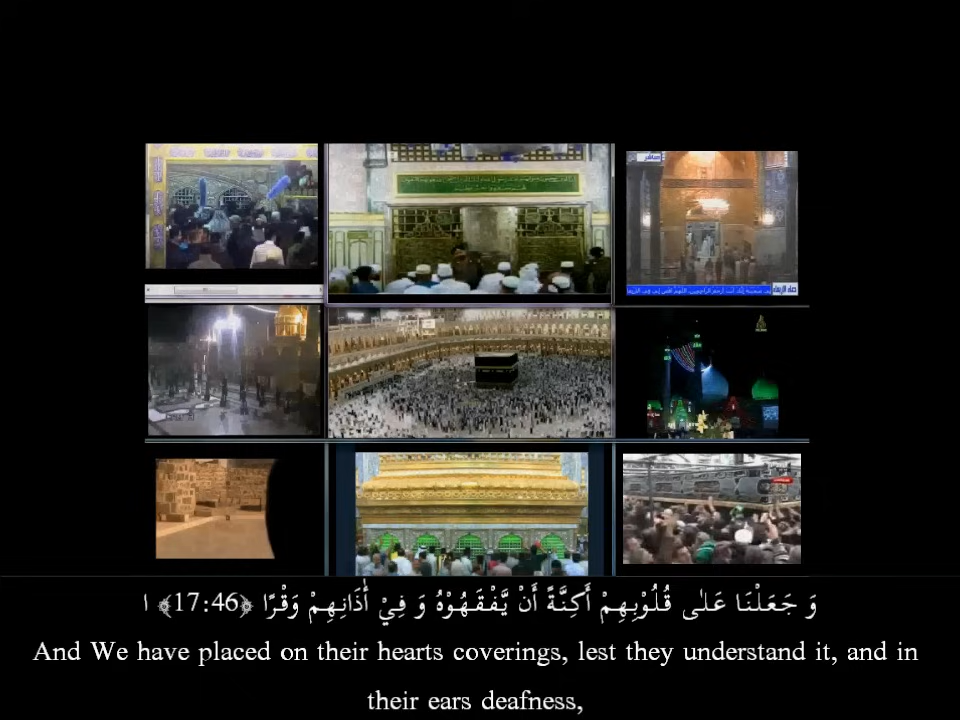 مباشر
وَ جَعَلْنَا عَلٰى قُلُوْبِهِمْ أَكِنَّةً أَنْ يَّفْقَهُوْهُ وَ فِيْ أٰذَانِهِمْ وَقْرًا ﴿17:46﴾ ا
And We have placed on their hearts coverings, lest they understand it, and in
their ears deafness,